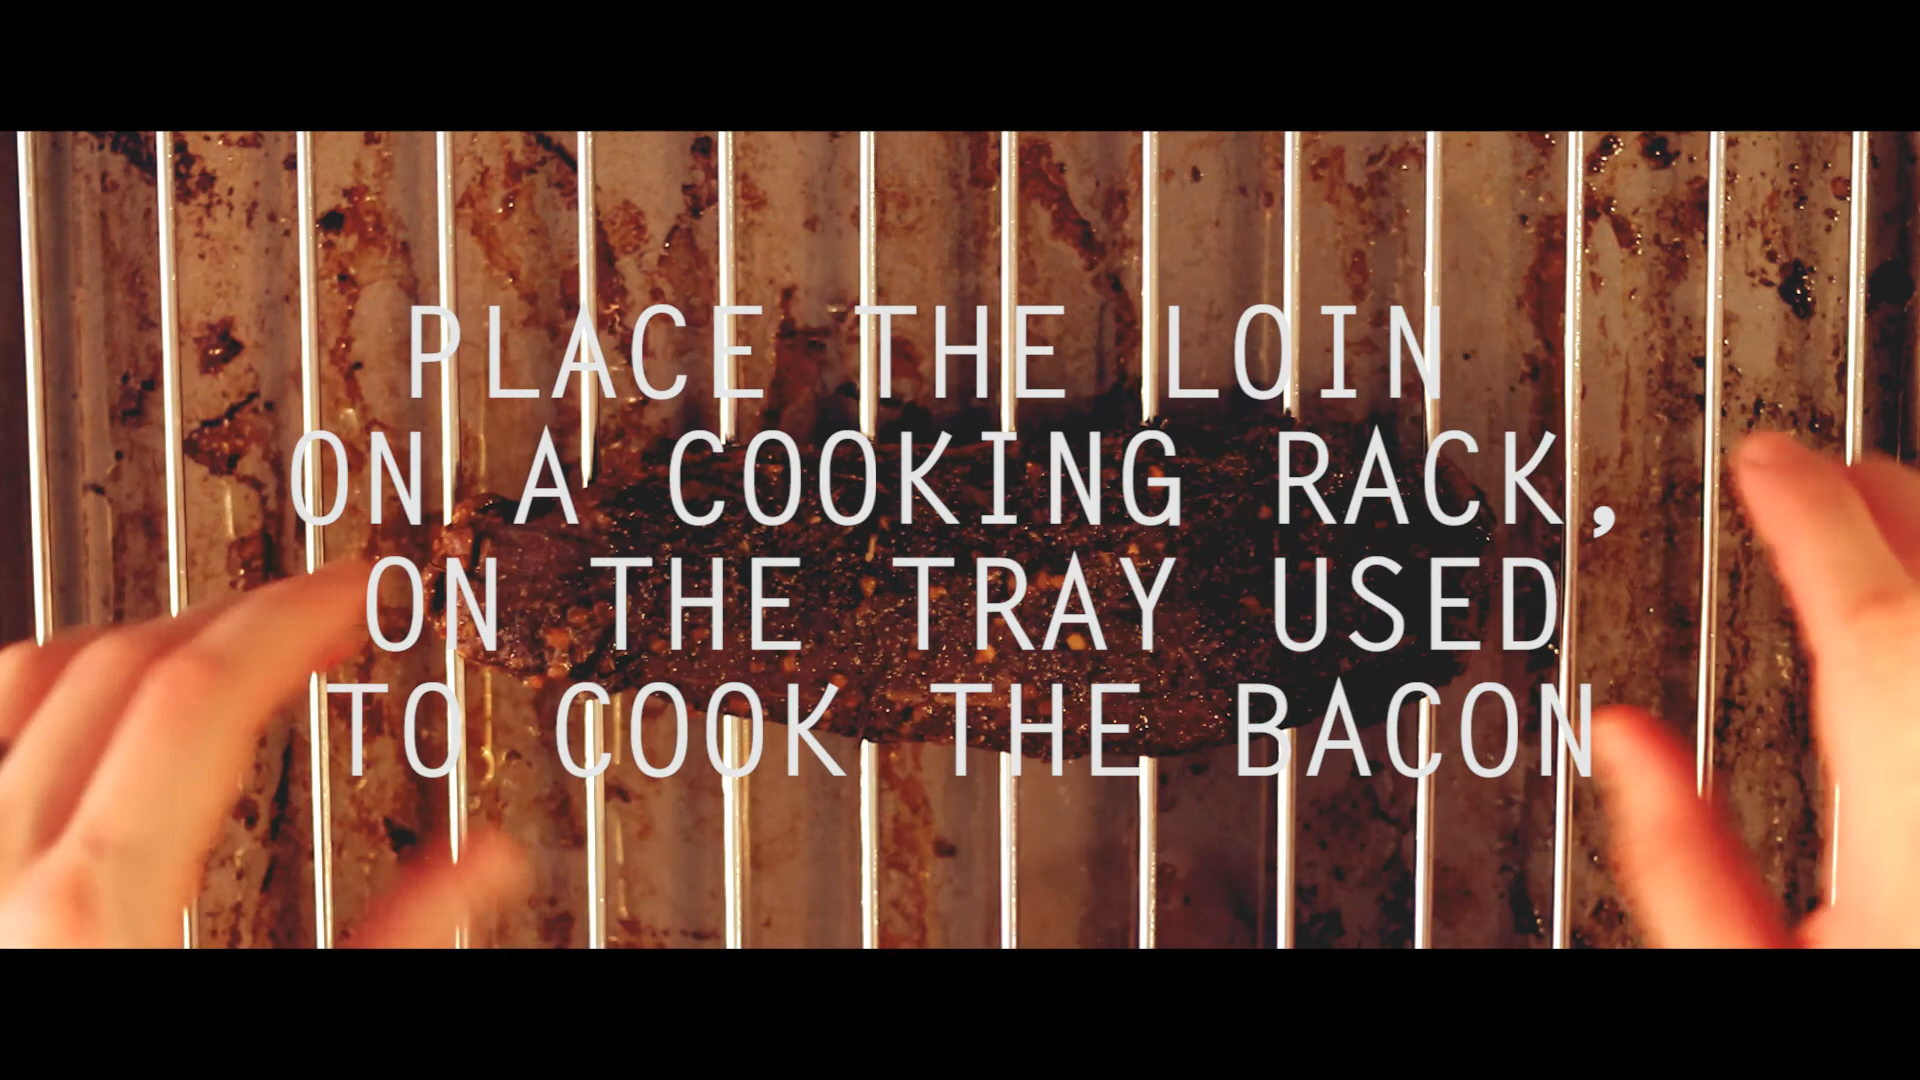 PLACE THE LOIN
ON A COOKING RACK,
ON THE TRAY USED
TO COOK THE BACON